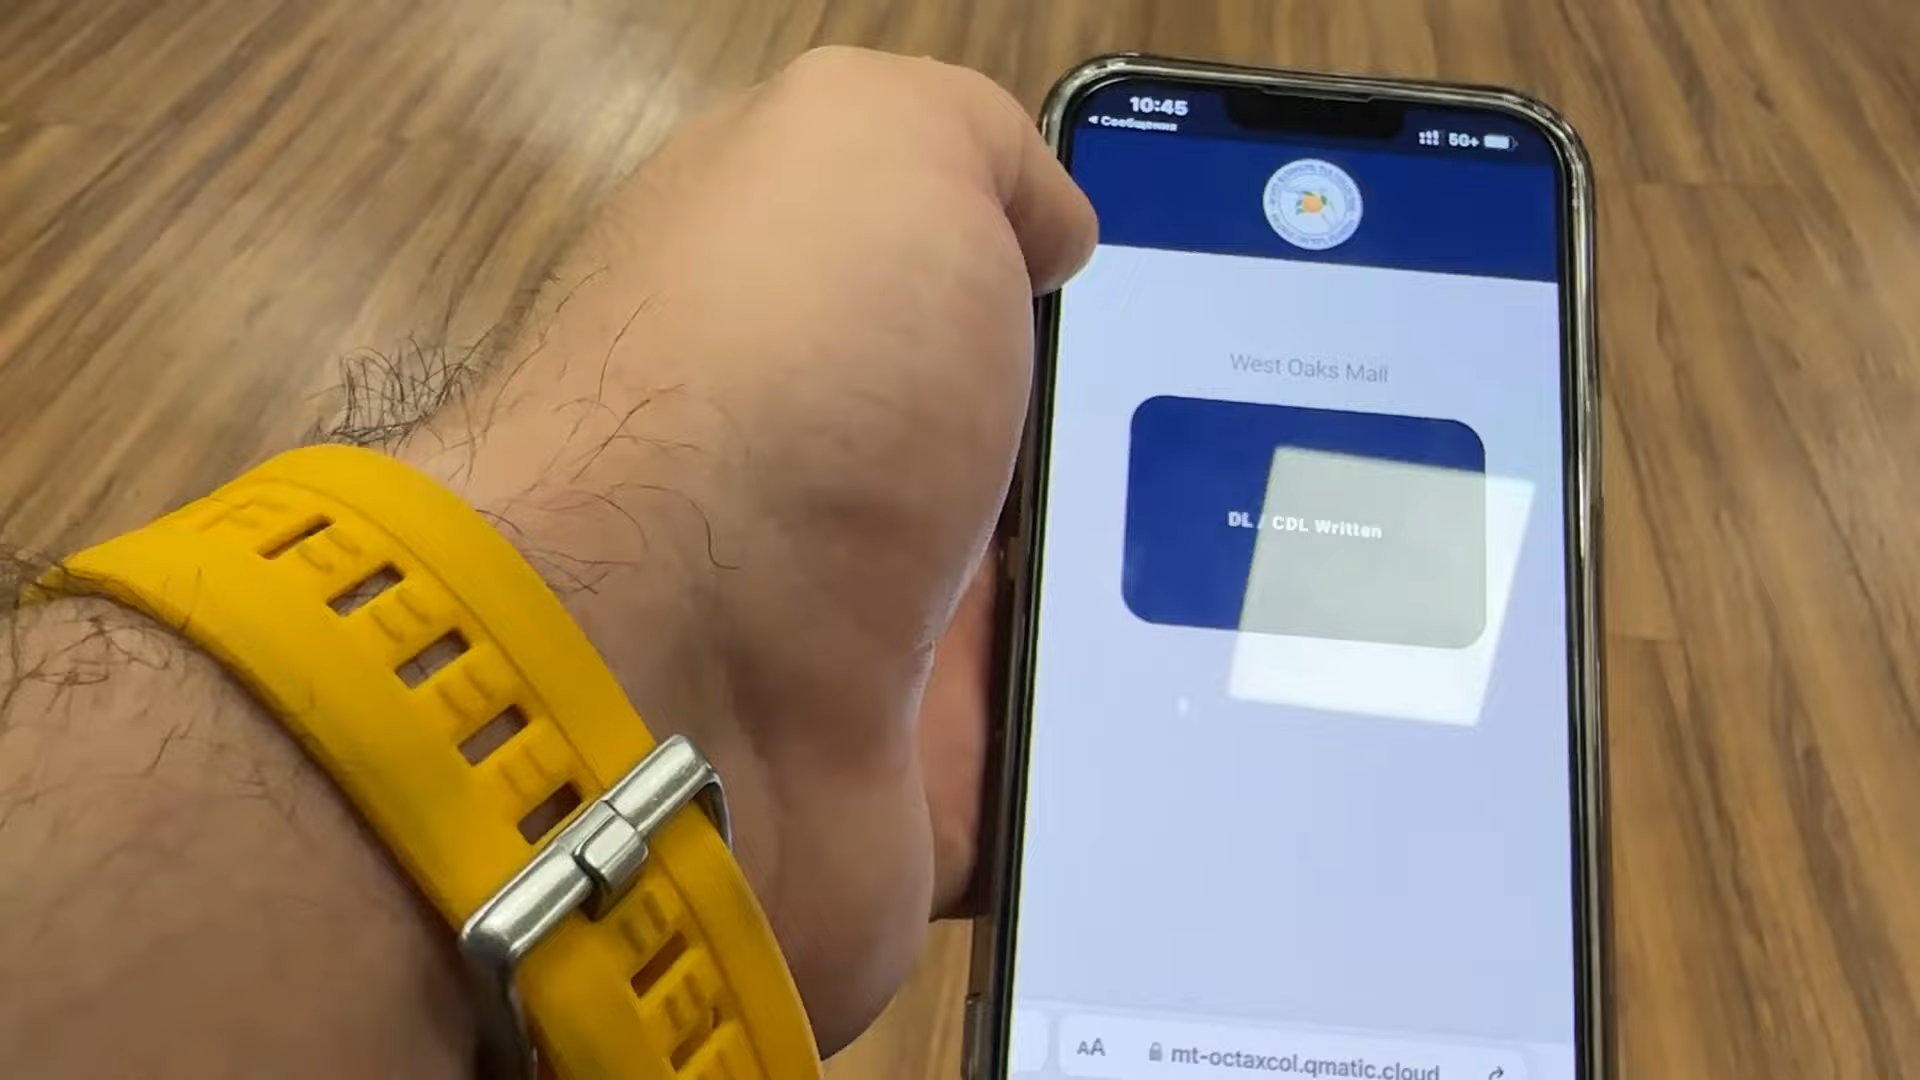 10:45
5G+
◀ Сообщения
West Oaks Mall
DL / CDL Written
AA
mt-octaxcol.qmatic.cloud